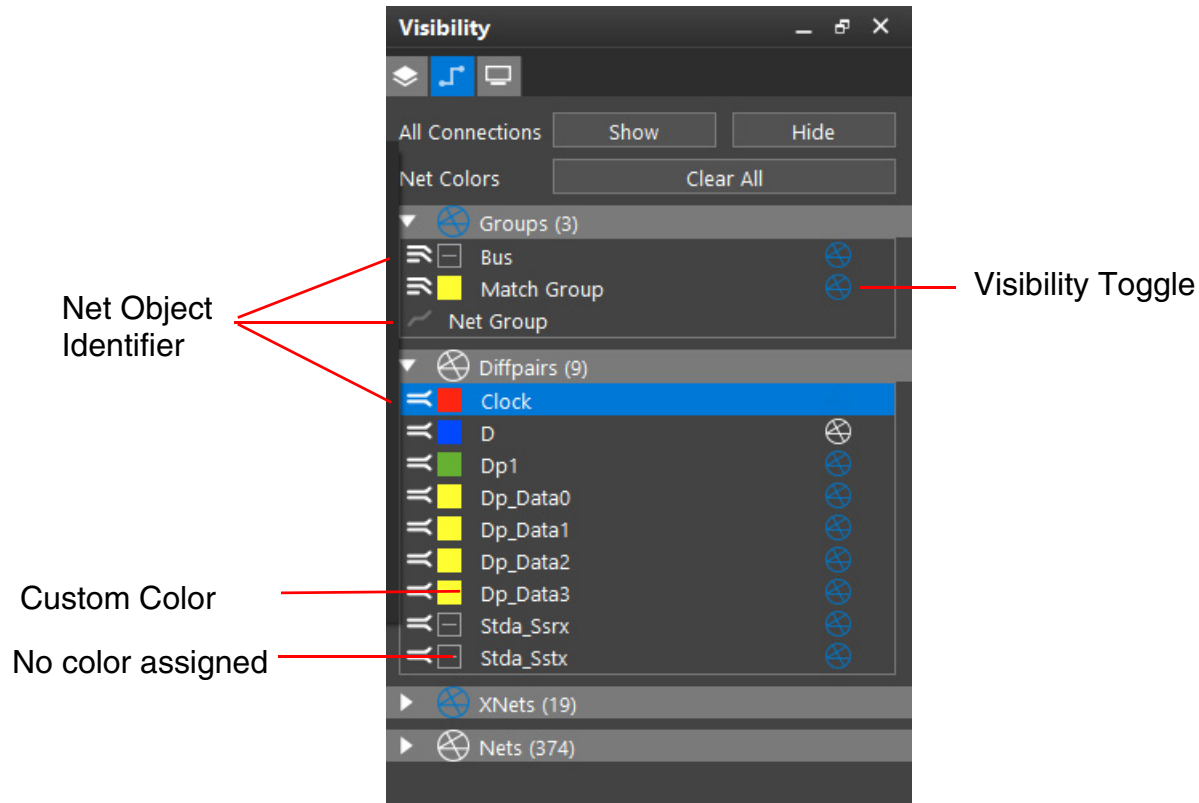 Visibility
All Connections Show Hide
Net Colors Clear All
Groups (3)
Bus
Match Group
Net Group
Diffpairs (9)
Clock
D
Dp1
Dp_Data0
Dp_Data1
Dp_Data2
Dp_Data3
Stda_Ssrx
Stda_Sstx
XNets (19)
Nets (374)
Net Object
Identifier
Visibility Toggle
Custom Color
No color assigned